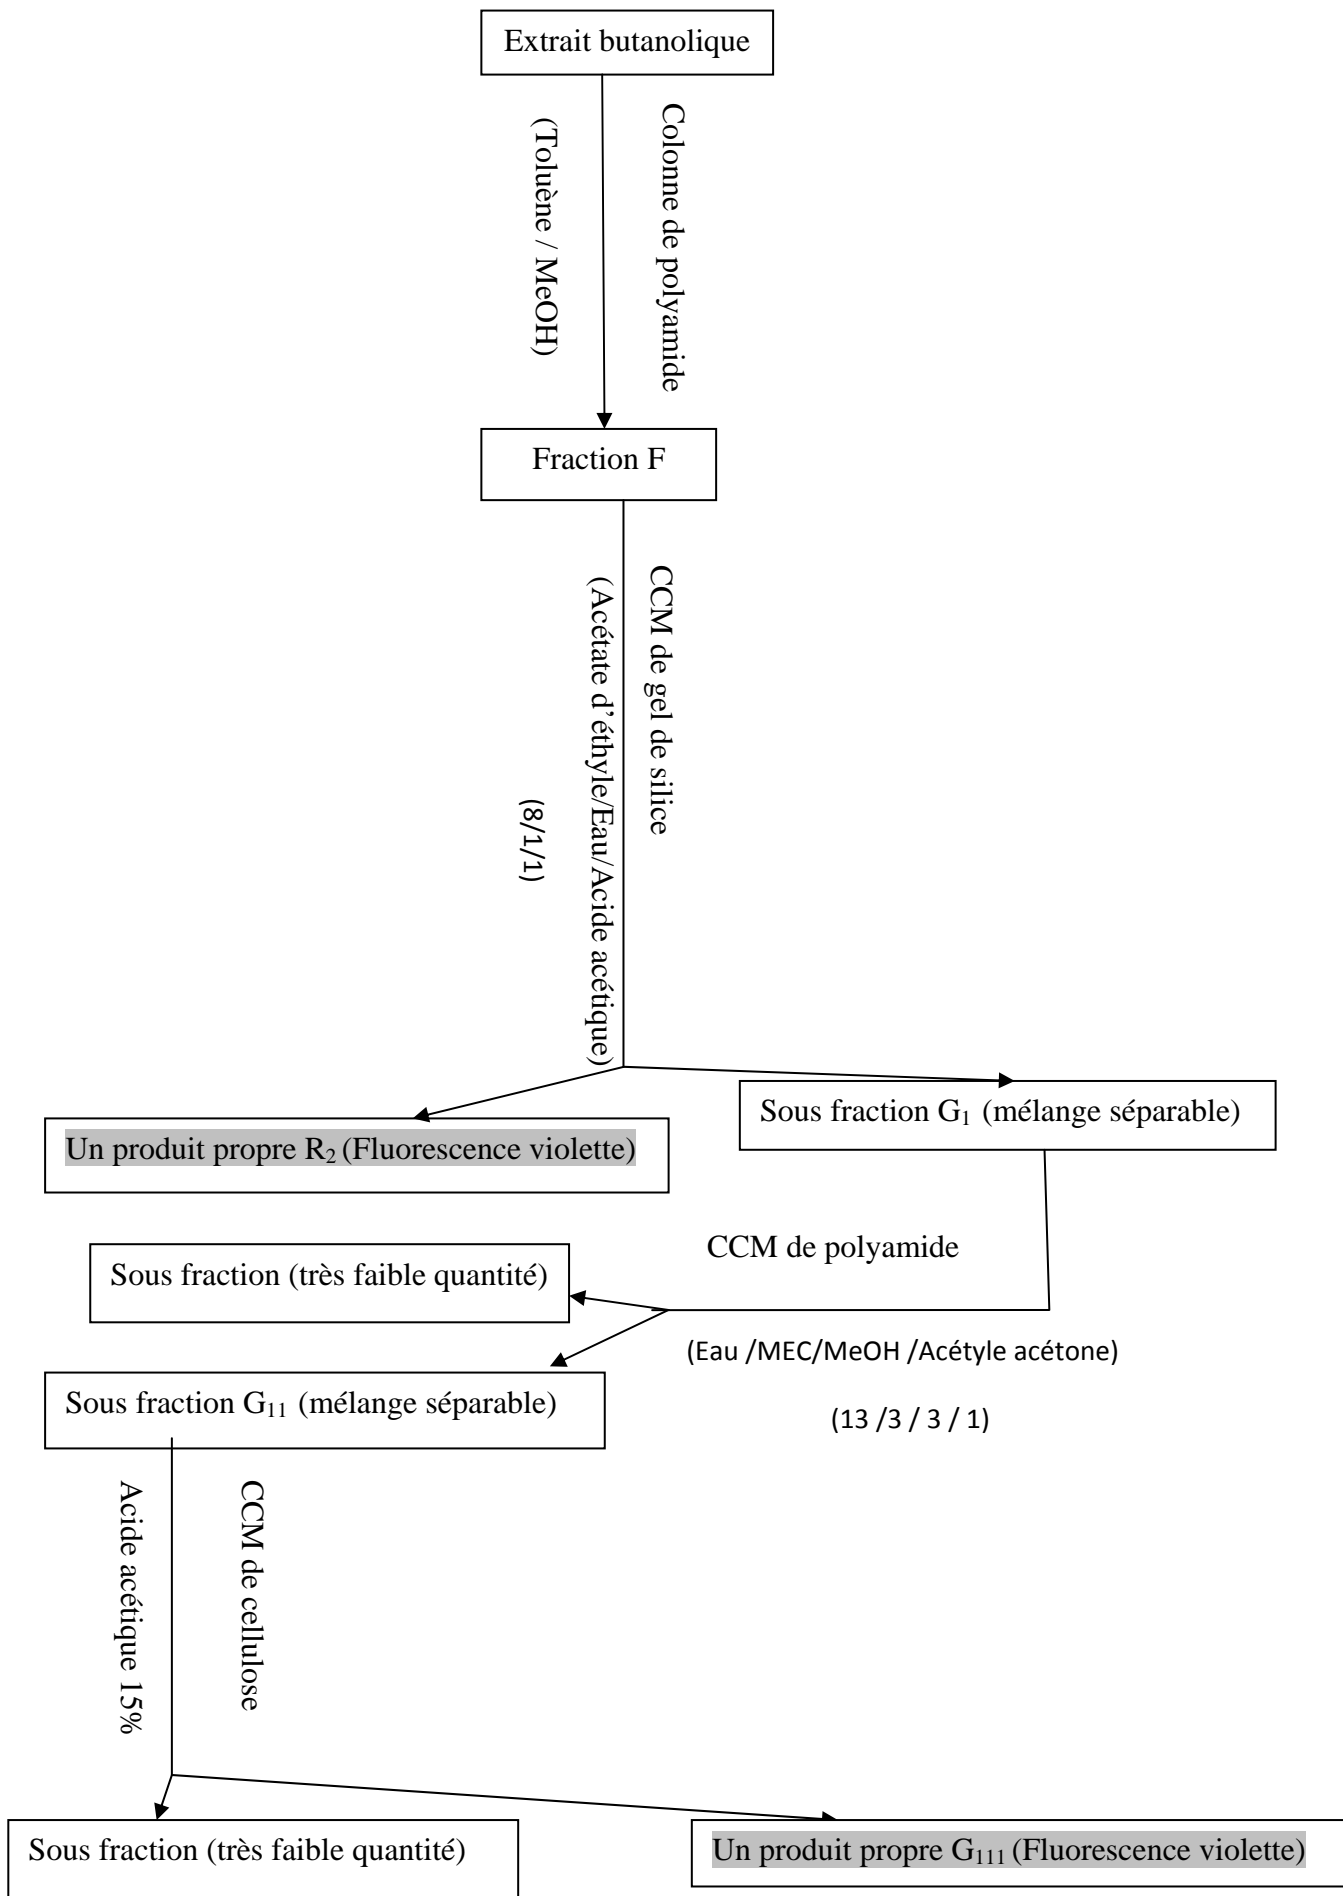 Extrait butanolique
Colonne de polyamide
(Toluène / MeOH)
Fraction F
CCM de gel de silice
(Acétate d'éthyle/Eau/Acide acétique)
(8/1/1)
Sous fraction G₁ (mélange séparable)
Un produit propre R₂ (Fluorescence violette)
CCM de polyamide
Sous fraction (très faible quantité)
(Eau /MEC/MeOH /Acétyle acétone)
Sous fraction G₁₁ (mélange séparable)
(13 /3 / 3 / 1)
CCM de cellulose
Acide acétique 15%
Sous fraction (très faible quantité)
Un produit propre G₁₁₁ (Fluorescence violette)